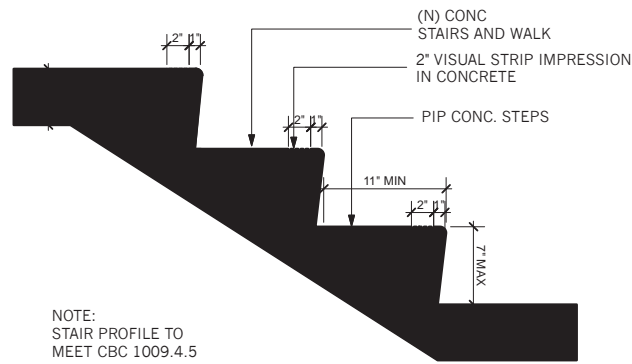 (N) CONC
STAIRS AND WALK
2" 1"
2" VISUAL STRIP IMPRESSION
IN CONCRETE
2" 1"
PIP CONC. STEPS
11" MIN
2" 1"
7" MAX
NOTE:
STAIR PROFILE TO
MEET CBC 1009.4.5